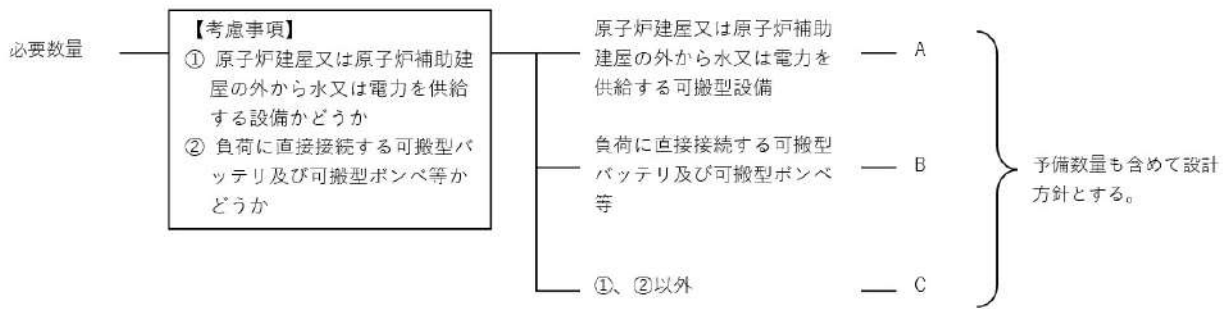 必要数量
【考慮事項】
① 原子炉建屋又は原子炉補助建
屋の外から水又は電力を供給
する設備かどうか
② 負荷に直接接続する可搬型バ
ッテリ及び可搬型ボンベ等か
どうか
原子炉建屋又は原子炉補助
建屋の外から水又は電力を
供給する可搬型設備
A
負荷に直接接続する可搬型
バッテリ及び可搬型ボンベ
等
B
①、②以外
C
予備数量も含めて設計
方針とする。